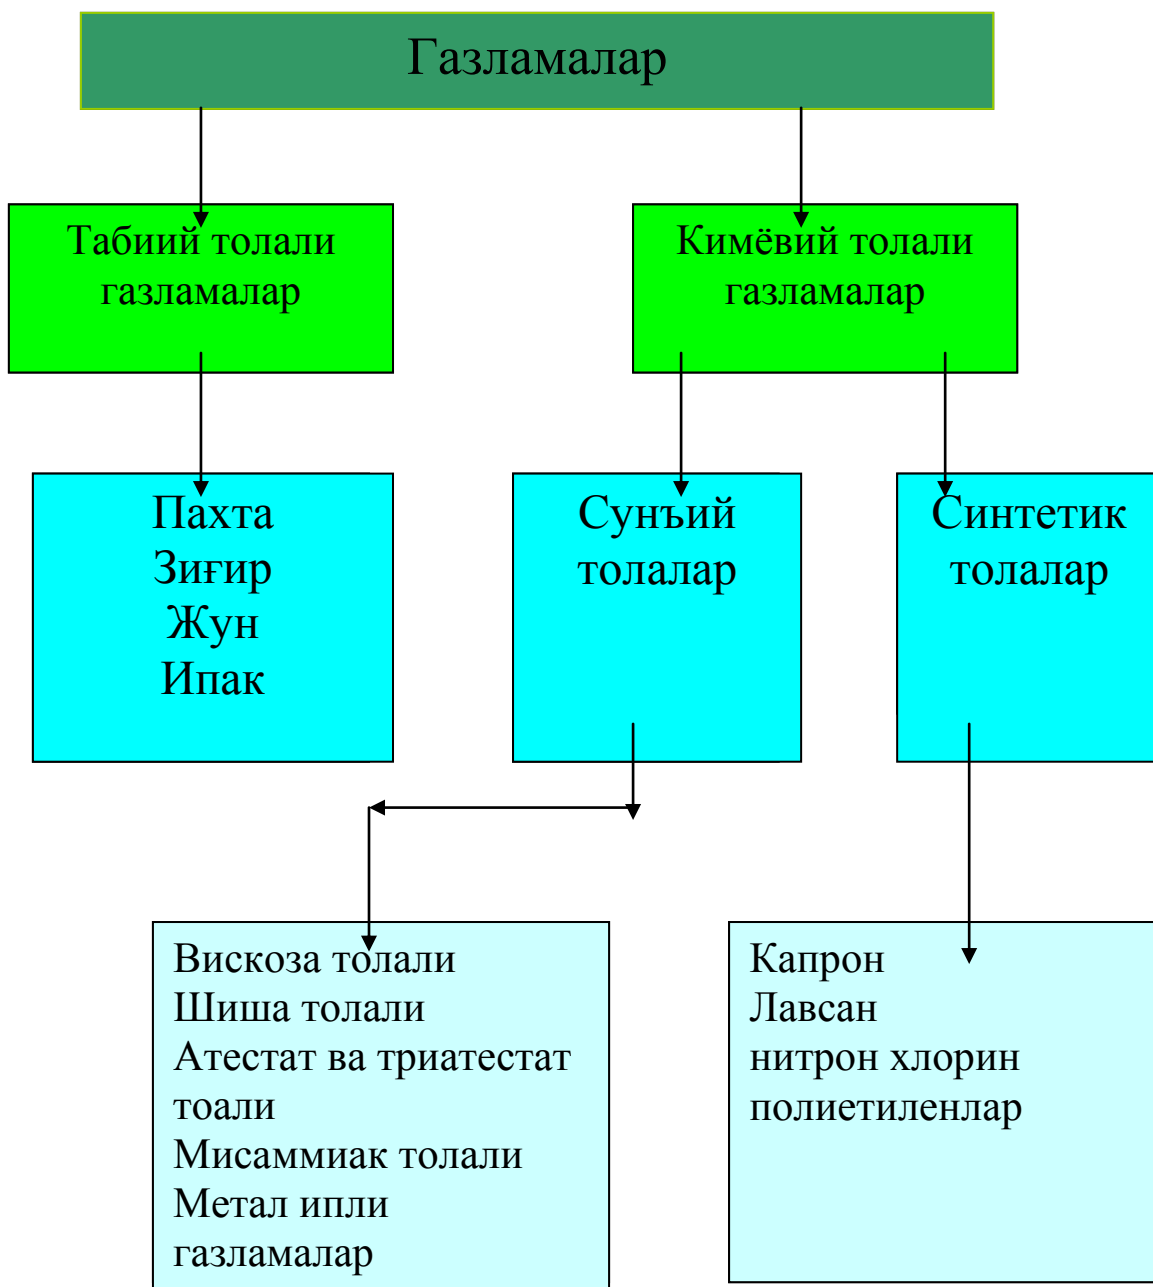 Газламалар
Табиий толали
газламалар
Кимёвий толали
газламалар
Пахта
Зиғир
Жун
Ипак
Сунъий
толалар
Синтетик
толалар
Вискоза толали
Шиша толали
Атестат ва триатестат
тоали
Мисаммиак толали
Метал ипли
газламалар
Капрон
Лавсан
нитрон хлорин
полиетиленлар